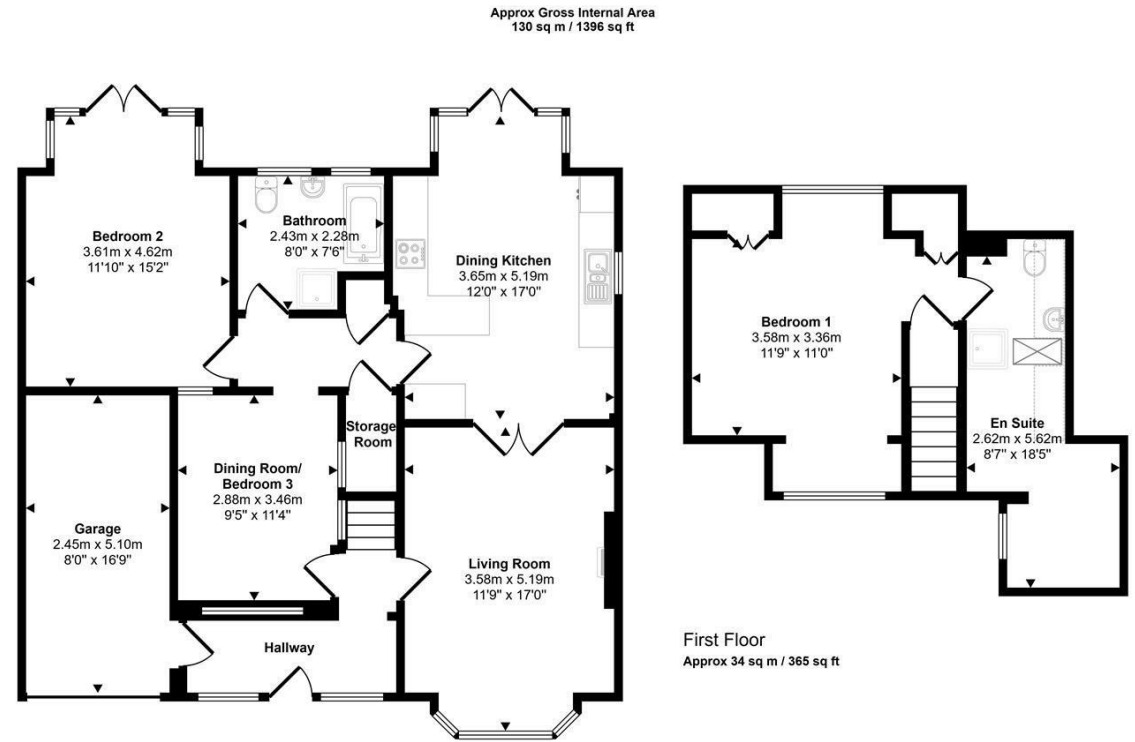 Approx Gross Internal Area
130 sq m / 1396 sq ft
Bedroom 2
3.61m x 4.62m
11'10" x 15'2"
Bathroom
2.43m x 2.28m
8'0" x 7'6"
Dining Kitchen
3.65m x 5.19m
12'0" x 17'0"
Storage
Room
Dining Room/
Bedroom 3
2.88m x 3.46m
9'5" x 11'4"
Garage
2.45m x 5.10m
8'0" x 16'9"
Living Room
3.58m x 5.19m
11'9" x 17'0"
Hallway
Bedroom 1
3.58m x 3.36m
11'9" x 11'0"
En Suite
2.62m x 5.62m
8'7" x 18'5"
First Floor
Approx 34 sq m / 365 sq ft